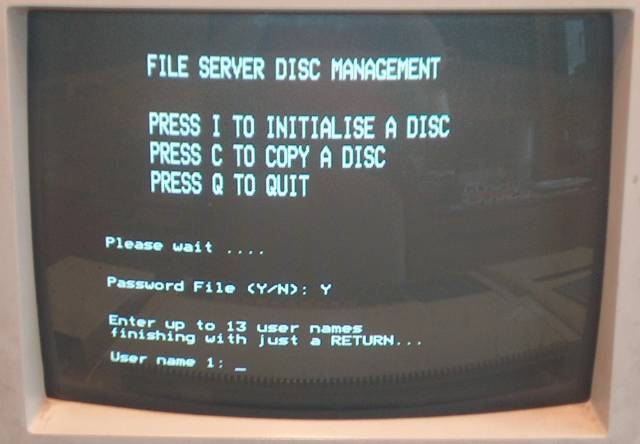 FILE SERVER DISC MANAGEMENT
PRESS I TO INITIALISE A DISC
PRESS C TO COPY A DISC
PRESS Q TO QUIT
Please wait ....
Password File (Y/N): Y
Enter up to 13 user names
finishing with just a RETURN...
User name 1: _